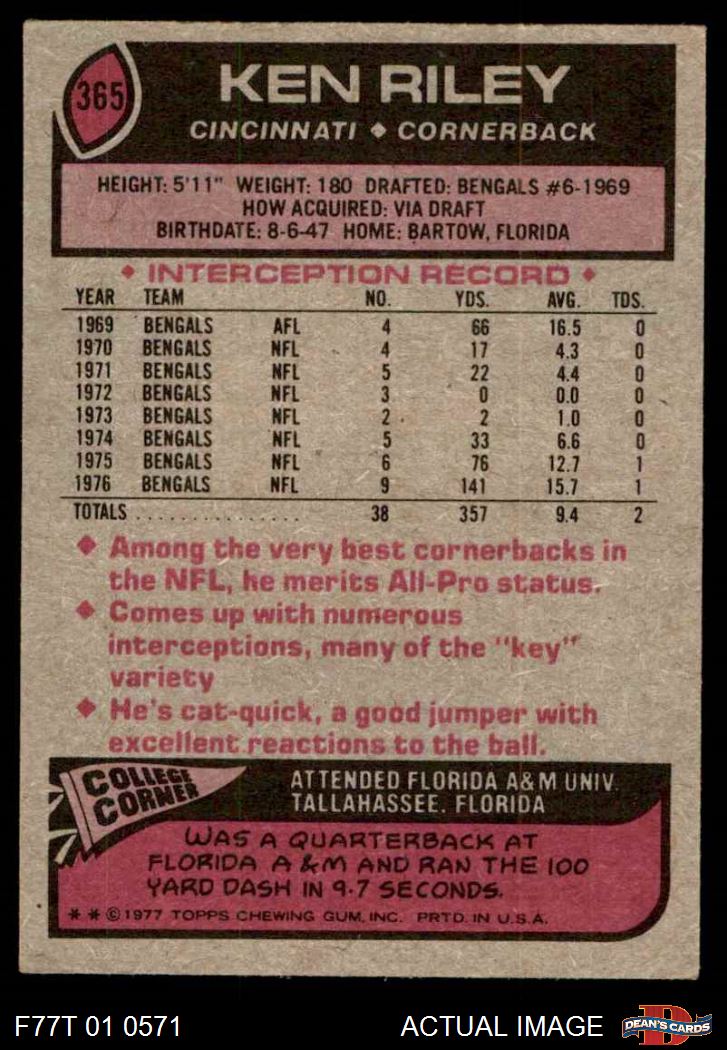 365
KEN RILEY
CINCINNATI ◆ CORNERBACK
HEIGHT: 5'11" WEIGHT: 180 DRAFTED: BENGALS #6-1969
HOW ACQUIRED: VIA DRAFT
BIRTHDATE: 8-6-47 HOME: BARTOW, FLORIDA
◆ INTERCEPTION RECORD ◆
YEAR TEAM NO. YDS. AVG. TDS.
1969 BENGALS AFL 4 66 16.5 0
1970 BENGALS NFL 4 17 4.3 0
1971 BENGALS NFL 5 22 4.4 0
1972 BENGALS NFL 3 0 0.0 0
1973 BENGALS NFL 2 2 1.0 0
1974 BENGALS NFL 5 33 6.6 0
1975 BENGALS NFL 6 76 12.7 1
1976 BENGALS NFL 9 141 15.7 1
TOTALS ................ 38 357 9.4 2
◆ Among the very best cornerbacks in
the NFL, he merits All-Pro status.
◆ Comes up with numerous
interceptions, many of the "key"
variety
◆ He's cat-quick, a good jumper with
excellent reactions to the ball.
COLLEGE
CORNER
ATTENDED FLORIDA A&M UNIV.
TALLAHASSEE, FLORIDA
WAS A QUARTERBACK AT
FLORIDA A &M AND RAN THE 100
YARD DASH IN 9.7 SECONDS.
* * © 1977 TOPPS CHEWING GUM, INC. PRTD. IN U.S.A.
F77T 01 0571
ACTUAL IMAGE
D
DEAN'S CARDS